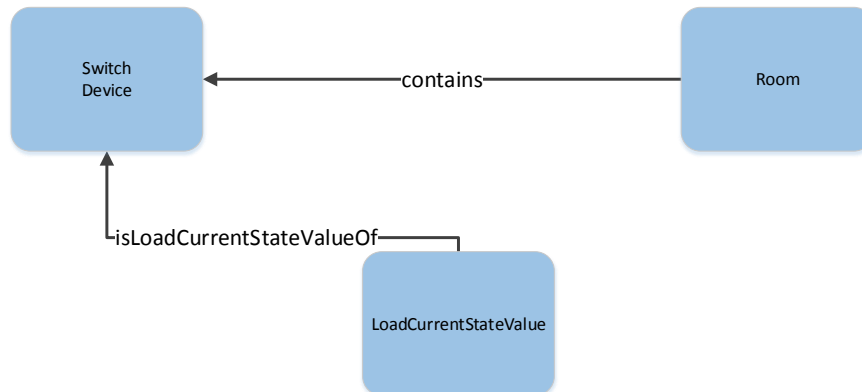 Switch
Device
contains
Room
isLoadCurrentStateValueOf
LoadCurrentStateValue